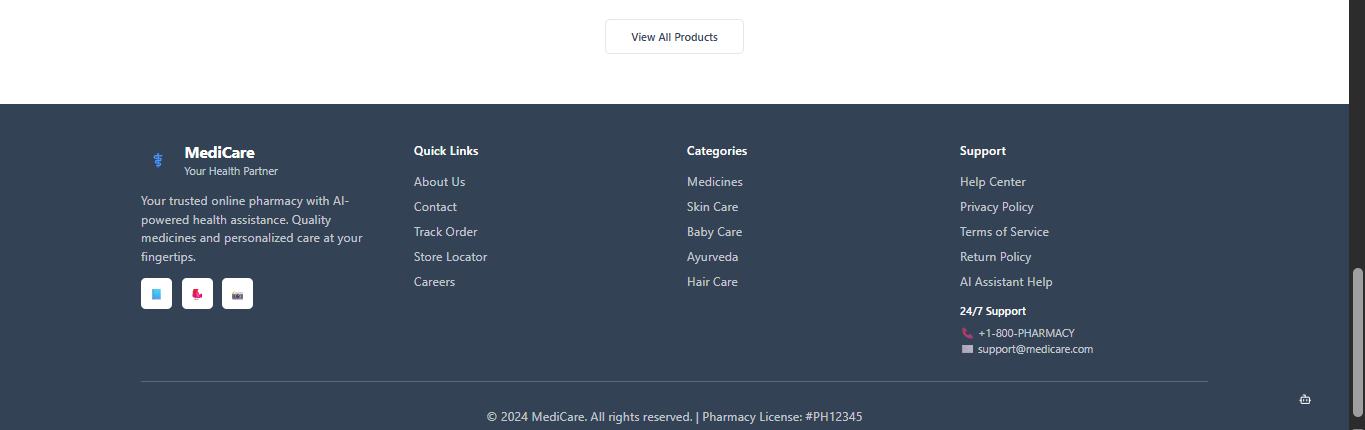 View All Products
MediCare
Your Health Partner
Your trusted online pharmacy with AI-
powered health assistance. Quality
medicines and personalized care at your
fingertips.
Quick Links
About Us
Contact
Track Order
Store Locator
Careers
Categories
Medicines
Skin Care
Baby Care
Ayurveda
Hair Care
Support
Help Center
Privacy Policy
Terms of Service
Return Policy
AI Assistant Help
24/7 Support
+1-800-PHARMACY
support@medicare.com
© 2024 MediCare. All rights reserved. | Pharmacy License: #PH12345